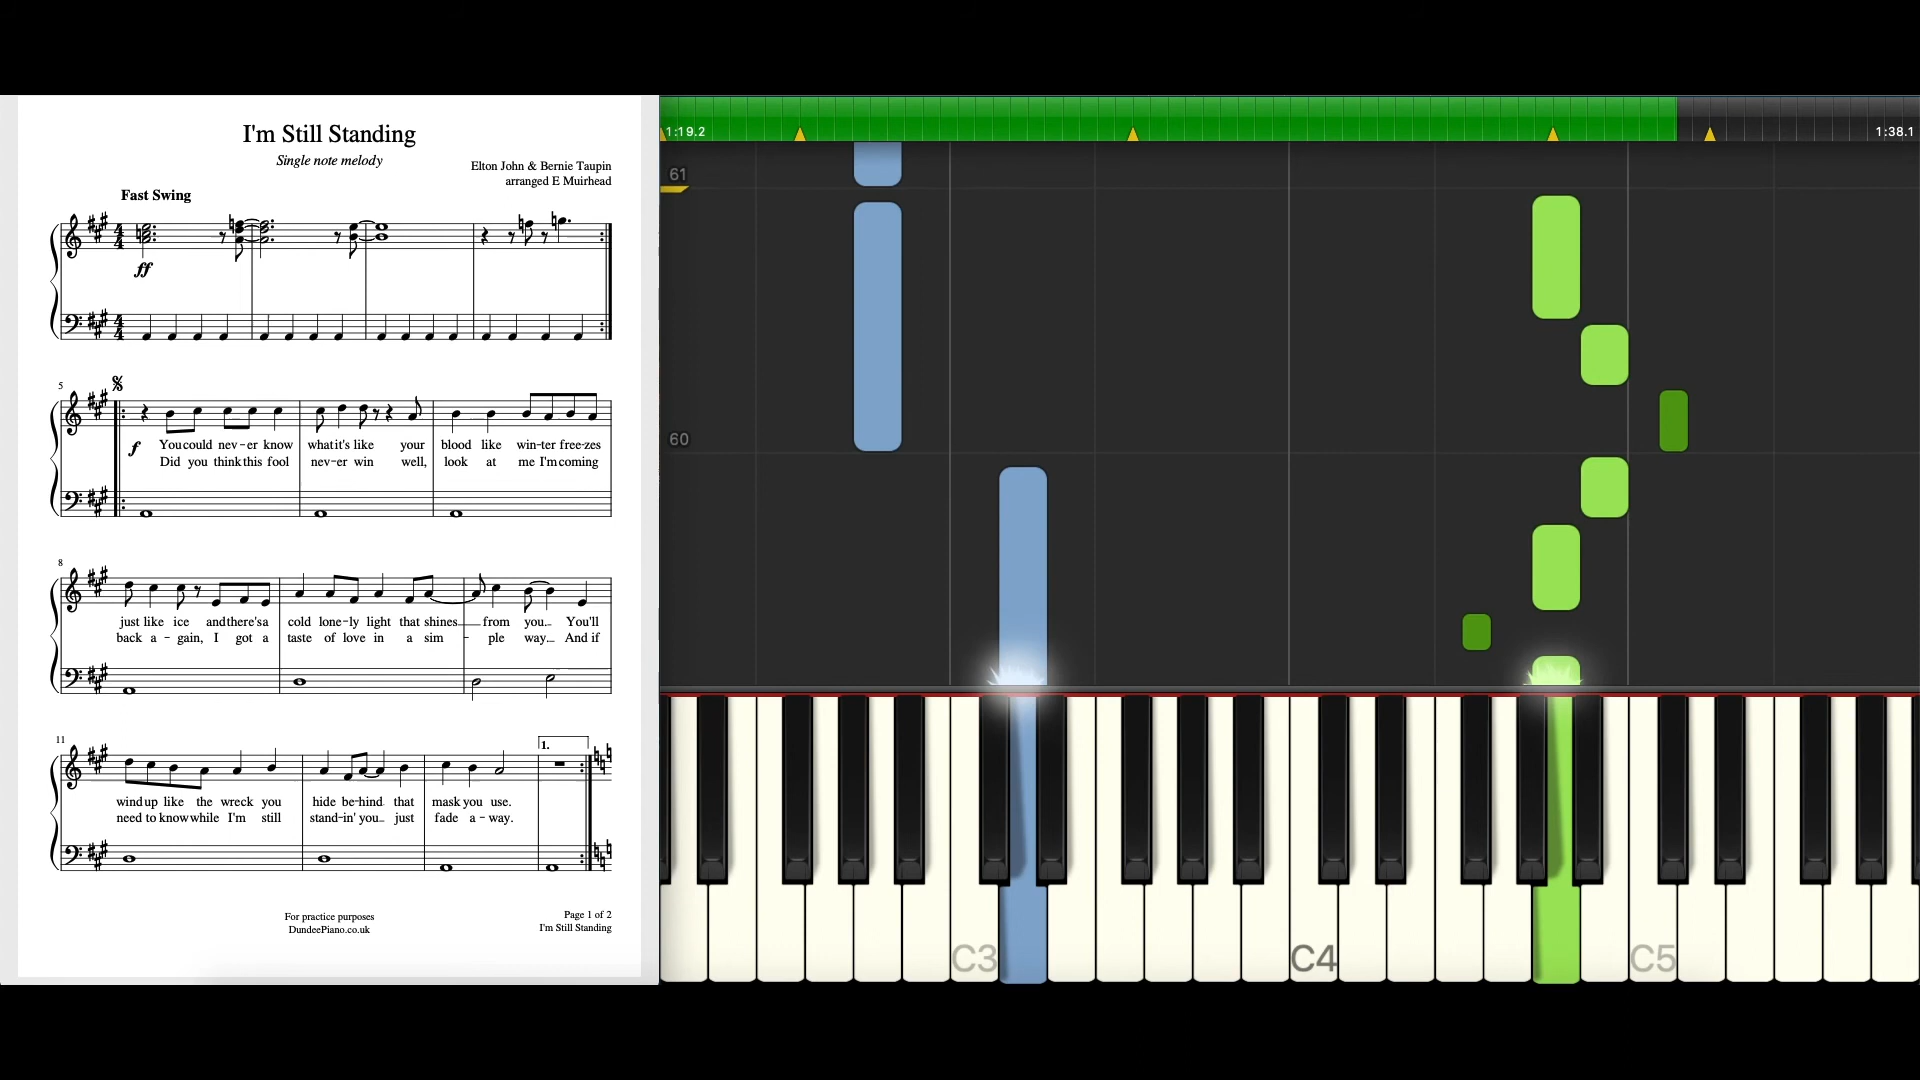 I'm Still Standing
Single note melody
Elton John & Bernie Taupin
arranged E Muirhead
Fast Swing
ff
5
f
You could nev-er know what it's like your blood like win-ter free-zes
Did you think this fool nev-er win well, look at me I'm coming
8
just like ice and there's a cold lone-ly light that shines from you. You'll
back a-gain, I got a taste of love in a sim-ple way. And if
11
1.
wind up like the wreck you hide be-hind that mask you use.
need to know while I'm still stand-in' you just fade a-way.
For practice purposes
DundeePiano.co.uk
Page 1 of 2
I'm Still Standing
1:19.2
1:38.1
61
60
C3
C4
C5